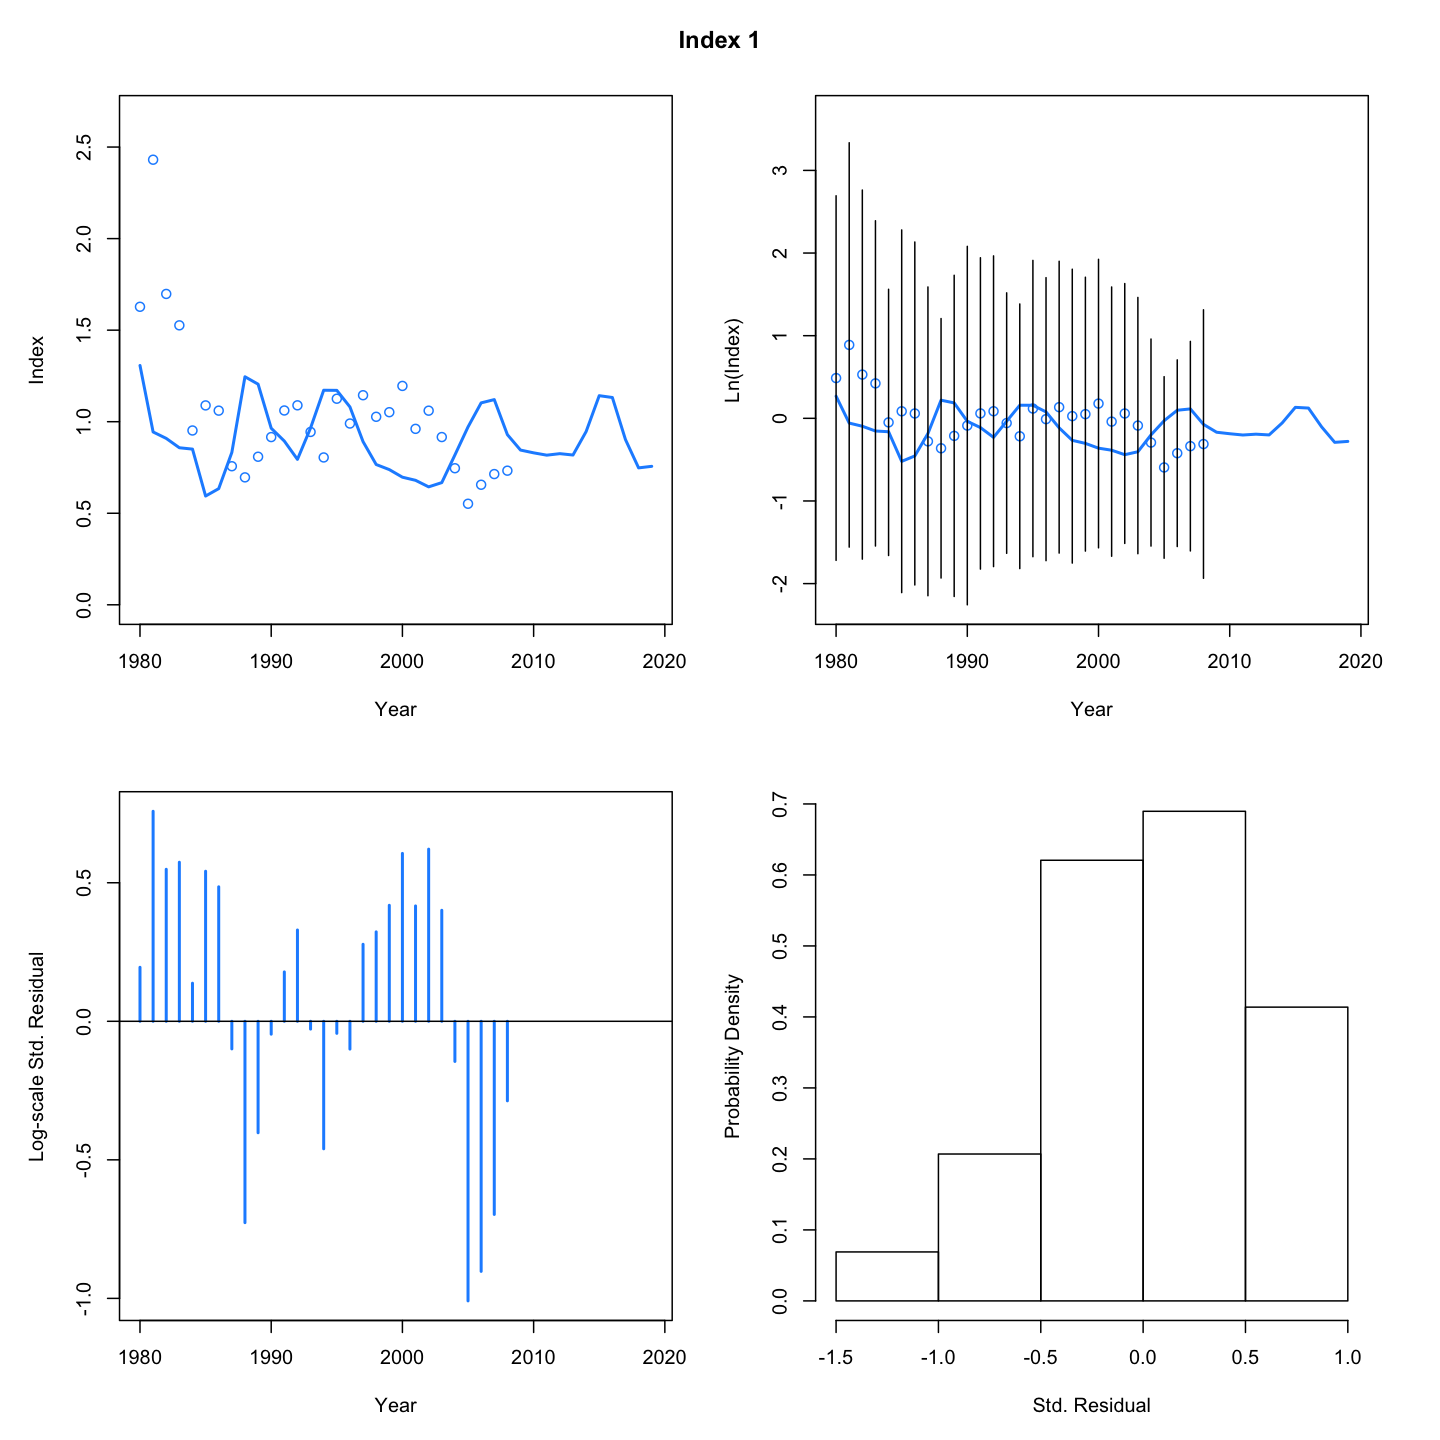 Index 1
Index
2.5
2.0
1.5
1.0
0.5
0.0
1980 1990 2000 2010 2020
Year
Ln(Index)
3
2
1
0
-1
-2
1980 1990 2000 2010 2020
Year
Log-scale Std. Residual
0.5
0.0
-0.5
-1.0
1980 1990 2000 2010 2020
Year
Probability Density
0.7
0.6
0.5
0.4
0.3
0.2
0.1
0.0
-1.5 -1.0 -0.5 0.0 0.5 1.0
Std. Residual